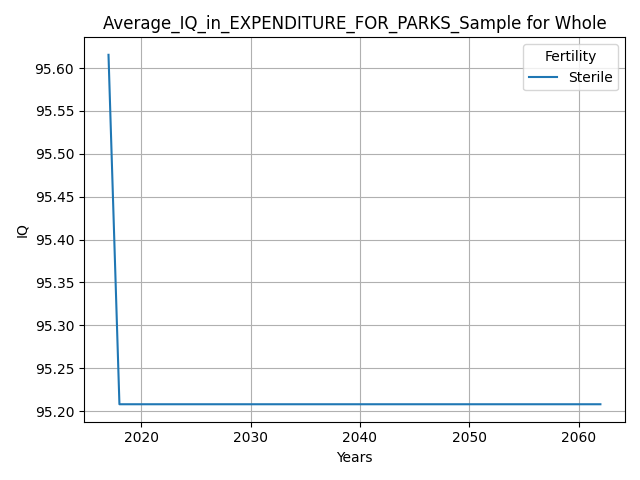 Average_IQ_in_EXPENDITURE_FOR_PARKS_Sample for Whole
Fertility
Sterile
95.60
95.55
95.50
95.45
95.40
95.35
95.30
95.25
95.20
IQ
2020 2030 2040 2050 2060
Years